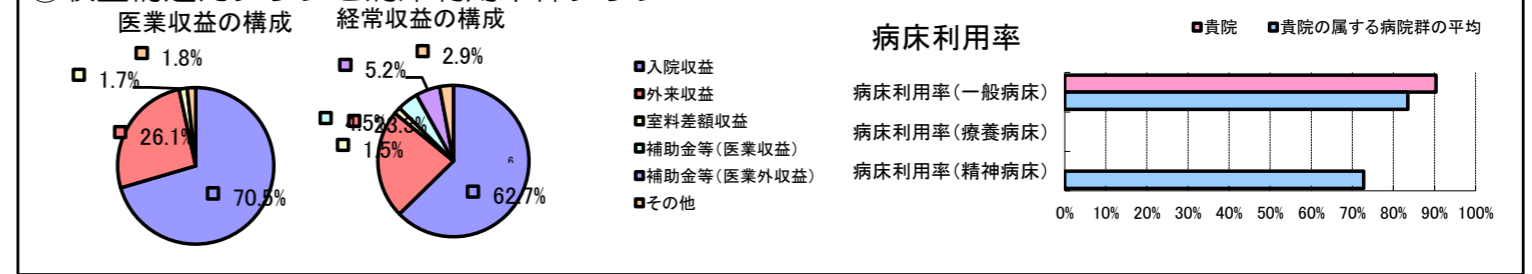 医業収益の構成
1.8%
1.7%
26.1%
70.5%
経常収益の構成
2.9%
5.2%
4.5%
23.3%
1.5%
62.7%
入院収益
外来収益
室料差額収益
補助金等(医業収益)
補助金等(医業外収益)
その他
病床利用率
貴院 貴院の属する病院群の平均
病床利用率(一般病床)
病床利用率(療養病床)
病床利用率(精神病床)
0% 10% 20% 30% 40% 50% 60% 70% 80% 90% 100%